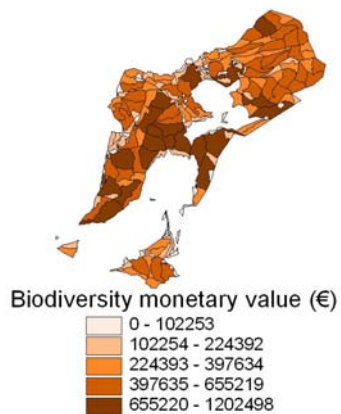 Biodiversity monetary value (€)
0 - 102253
102254 - 224392
224393 - 397634
397635 - 655219
655220 - 1202498